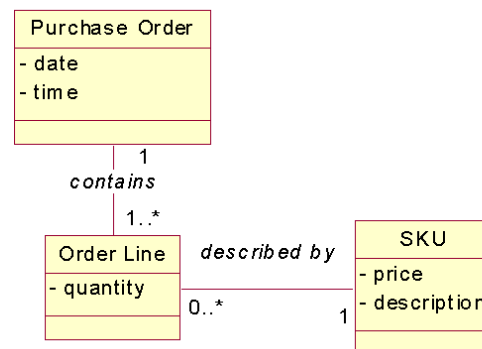 Purchase Order
- date
- time
1
contains
1..*
Order Line
- quantity
described by
0..*
1
SKU
- price
- description